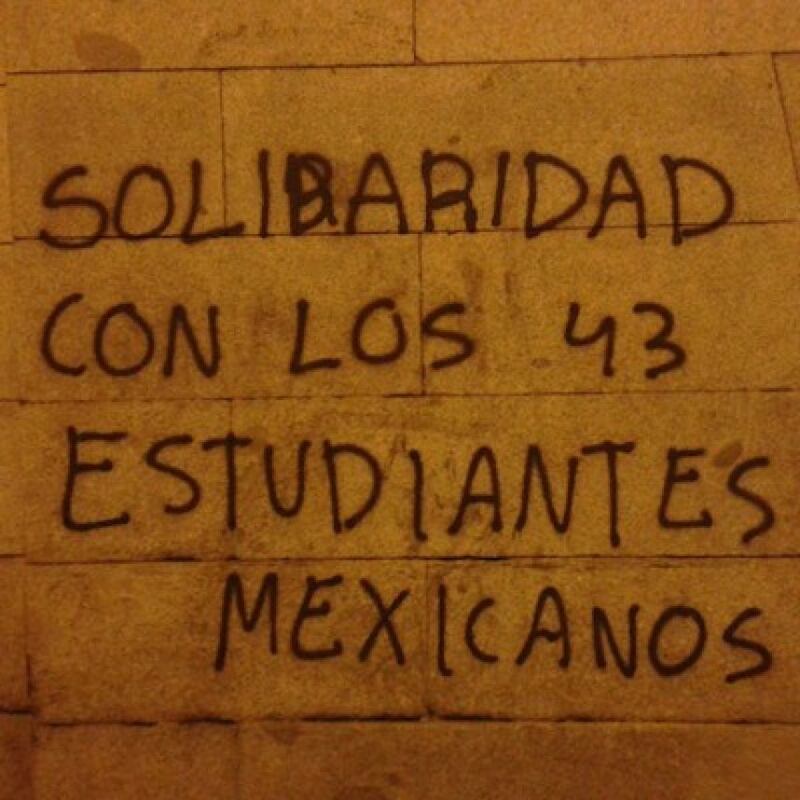 SOLIDARIDAD
CON LOS 43
ESTUDIANTES
MEXICANOS